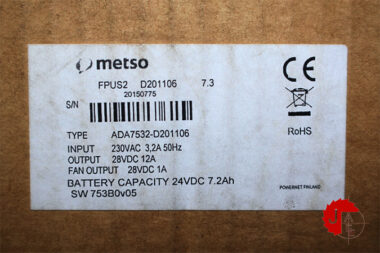 metso
FPUS2 D201106 7.3
20150775
S/N
TYPE ADA7532-D201106
INPUT 230VAC 3,2A 50Hz
OUTPUT 28VDC 12A
FAN OUTPUT 28VDC 1A
BATTERY CAPACITY 24VDC 7.2Ah
SW 753B0v05
CE
RoHS
POWERNET FINLAND